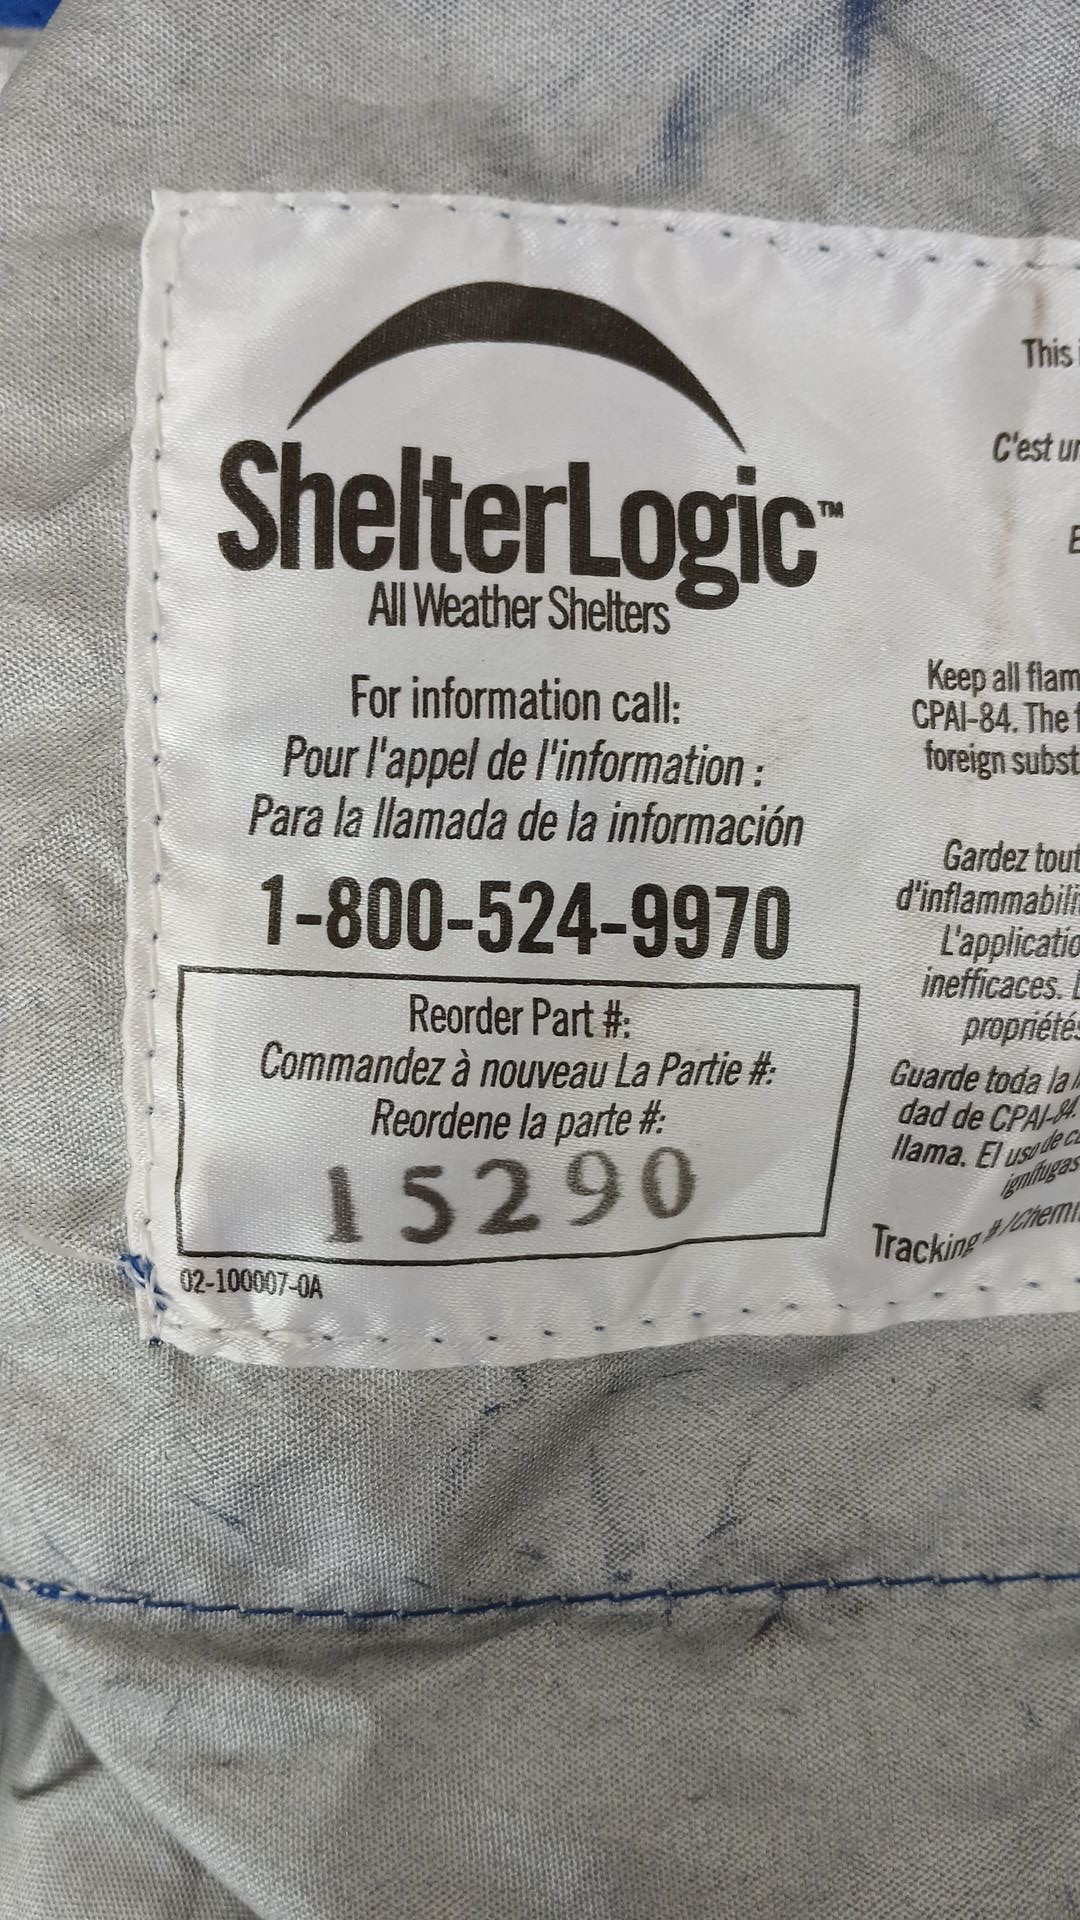 ShelterLogic™
All Weather Shelters
For information call:
Pour l'appel de l'information :
Para la llamada de la información
1-800-524-9970
Reorder Part #:
Commandez à nouveau La Partie #:
Reordene la parte #:
15290
02-100007-0A
This
C'est
Keep all
CPAI-84. The
foreign
Gardez
L'
inefficaces.
Guarde toda la
dad de CPAI-84.
llama. El uso de
Tracking #